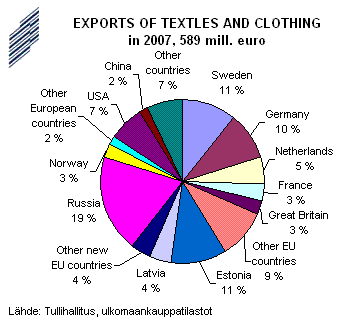 EXPORTS OF TEXTLES AND CLOTHING
in 2007, 589 mill. euro
Other
countries
7 %
Sweden
11 %
Germany
10 %
Netherlands
5 %
France
3 %
Great Britain
3 %
Other EU
countries
9 %
Estonia
11 %
Latvia
4 %
Other new
EU countries
4 %
Russia
19 %
Norway
3 %
Other
European
countries
2 %
USA
7 %
China
2 %
Lähde: Tullihallitus, ulkomaankauppatilastot